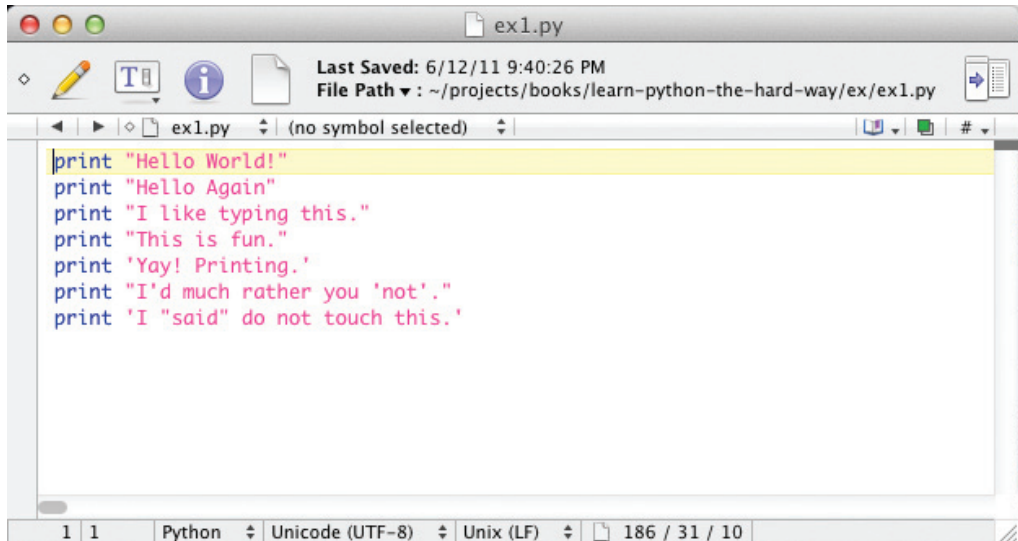 ex1.py
Last Saved: 6/12/11 9:40:26 PM
File Path ▾ : ~/projects/books/learn-python-the-hard-way/ex/ex1.py
ex1.py (no symbol selected) # ▾
print "Hello World!"
print "Hello Again"
print "I like typing this."
print "This is fun."
print 'Yay! Printing.'
print "I'd much rather you 'not'."
print 'I "said" do not touch this.'
1 1 Python Unicode (UTF-8) Unix (LF) 186 / 31 / 10